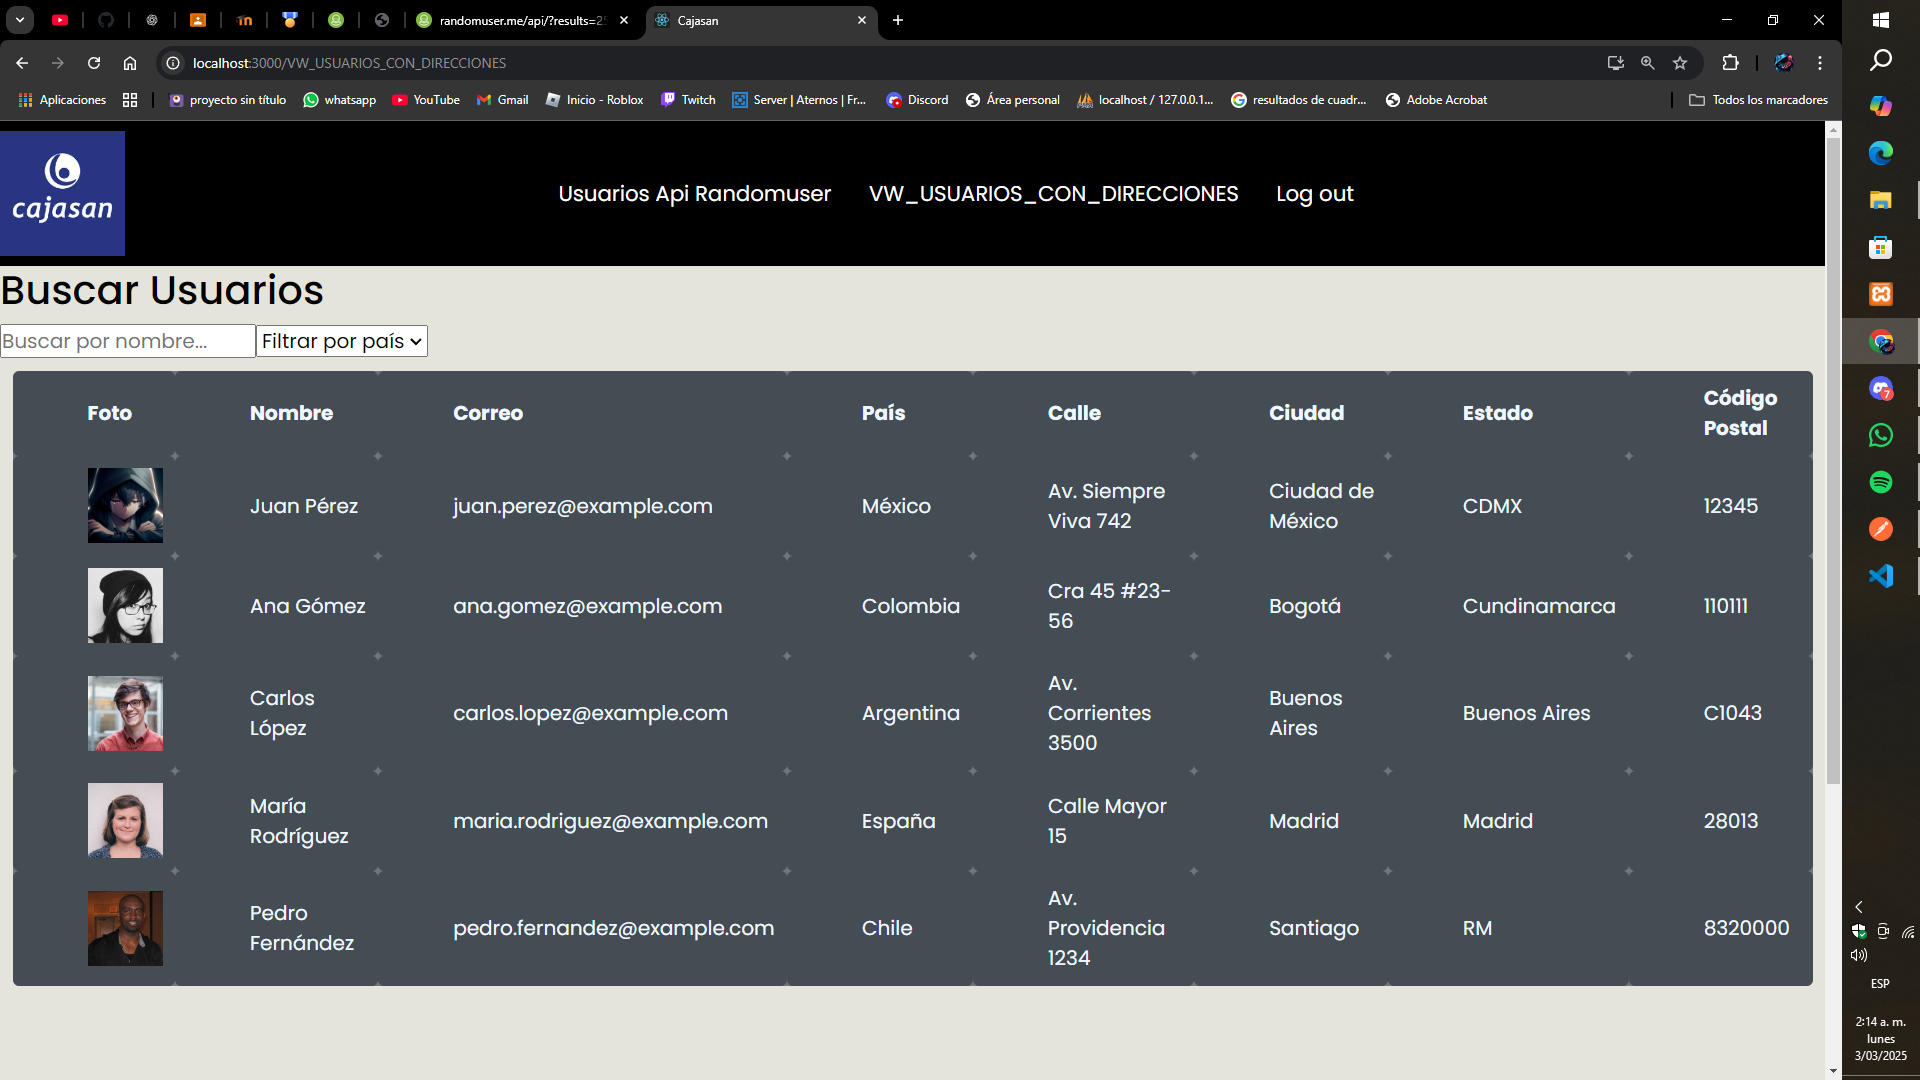 randomuser.me/api/?results=25
Cajasan
localhost:3000/VW_USUARIOS_CON_DIRECCIONES
Aplicaciones
proyecto sin título
whatsapp
YouTube
Gmail
Inicio - Roblox
Twitch
Server | Aternos | Fr...
Discord
Área personal
localhost / 127.0.0.1...
resultados de cuadr...
Adobe Acrobat
Todos los marcadores
cajasan
Usuarios Api Randomuser
VW_USUARIOS_CON_DIRECCIONES
Log out
Buscar Usuarios
Buscar por nombre...
Filtrar por país
Foto
Nombre
Correo
País
Calle
Ciudad
Estado
Código
Postal
Juan Pérez
juan.perez@example.com
México
Av. Siempre
Viva 742
Ciudad de
México
CDMX
12345
Ana Gómez
ana.gomez@example.com
Colombia
Cra 45 #23-
56
Bogotá
Cundinamarca
110111
Carlos
López
carlos.lopez@example.com
Argentina
Av.
Corrientes
3500
Buenos
Aires
Buenos Aires
C1043
María
Rodríguez
maria.rodriguez@example.com
España
Calle Mayor
15
Madrid
Madrid
28013
Pedro
Fernández
pedro.fernandez@example.com
Chile
Av.
Providencia
1234
Santiago
RM
8320000
7
ESP
2:14 a. m.
lunes
3/03/2025